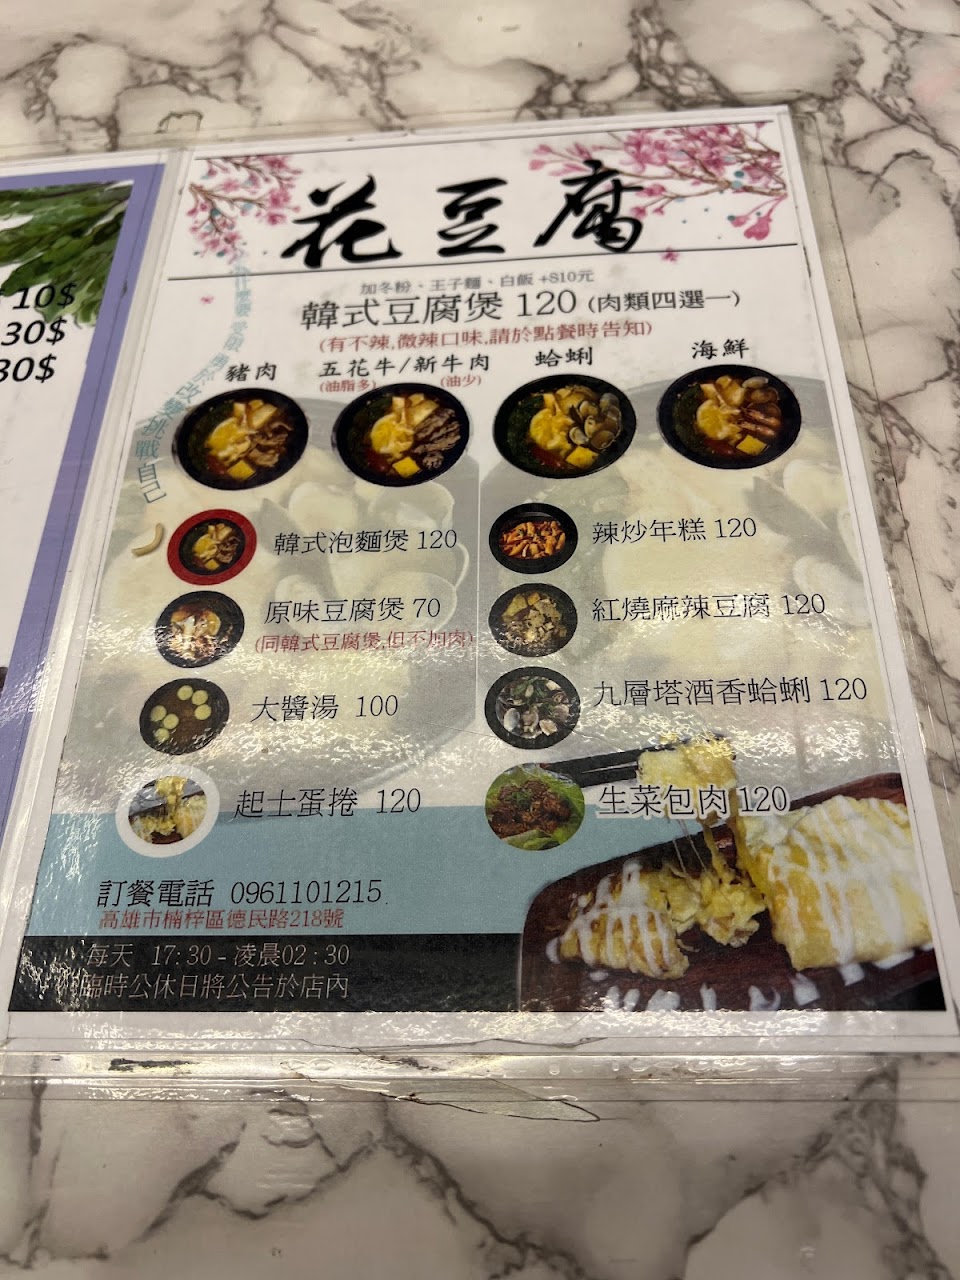 10$
30$
30$
花豆腐
加冬粉、王子麵、白飯 +$10元
韓式豆腐煲 120 (肉類四選一)
(有不辣,微辣口味,請於點餐時告知)
豬肉 五花牛/新牛肉 蛤蜊 海鮮
(油脂多) (油少)
改變挑戰自己
韓式泡麵煲 120
辣炒年糕 120
原味豆腐煲 70
(同韓式豆腐煲,但不加肉)
紅燒麻辣豆腐 120
大醬湯 100
九層塔酒香蛤蜊 120
起士蛋捲 120
生菜包肉 120
訂餐電話 0961101215
高雄市楠梓區德民路218號
每天 17:30 - 凌晨02:30
臨時公休日將公告於店內